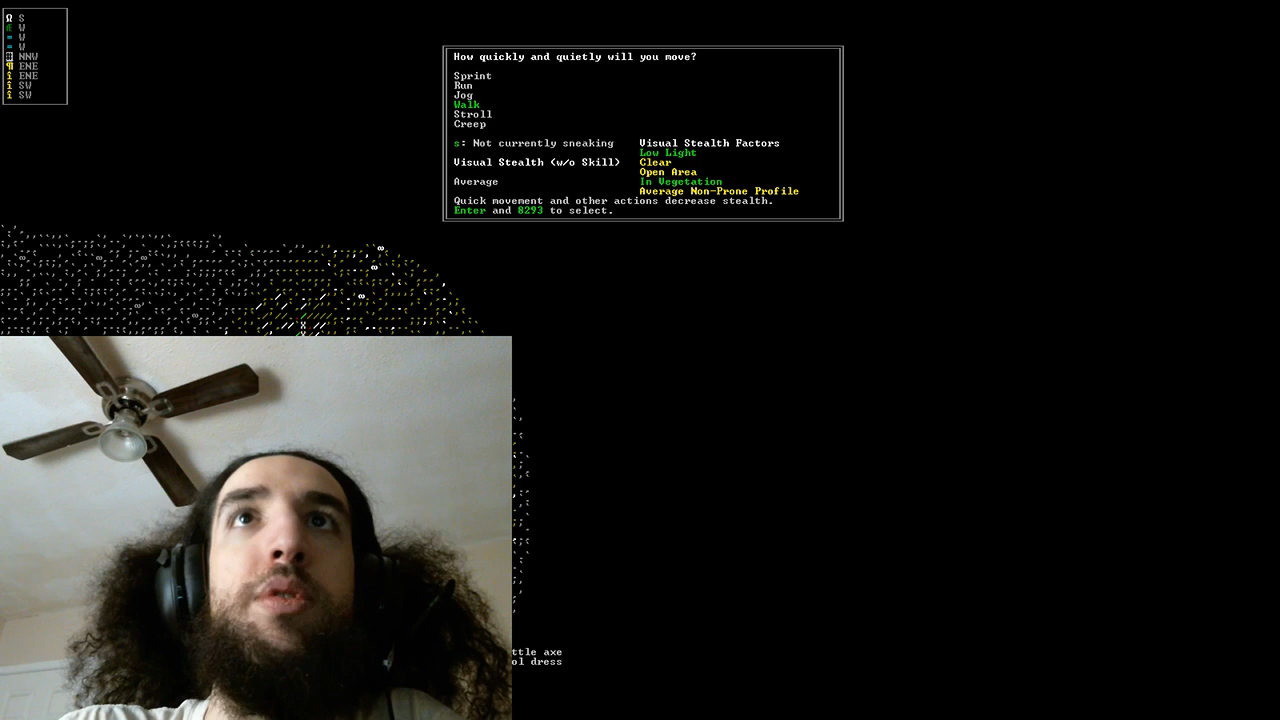 Ω S
Æ W
= W
= W
NNW
¶ ENE
î ENE
î SW
î SW
How quickly and quietly will you move?
Sprint
Run
Jog
Walk
Stroll
Creep
s: Not currently sneaking
Visual Stealth (w/o Skill)
Average
Visual Stealth Factors
Low Light
Clear
Open Area
In Vegetation
Average Non-Prone Profile
Quick movement and other actions decrease stealth.
Enter and 8293 to select.
ttle axe
ol dress